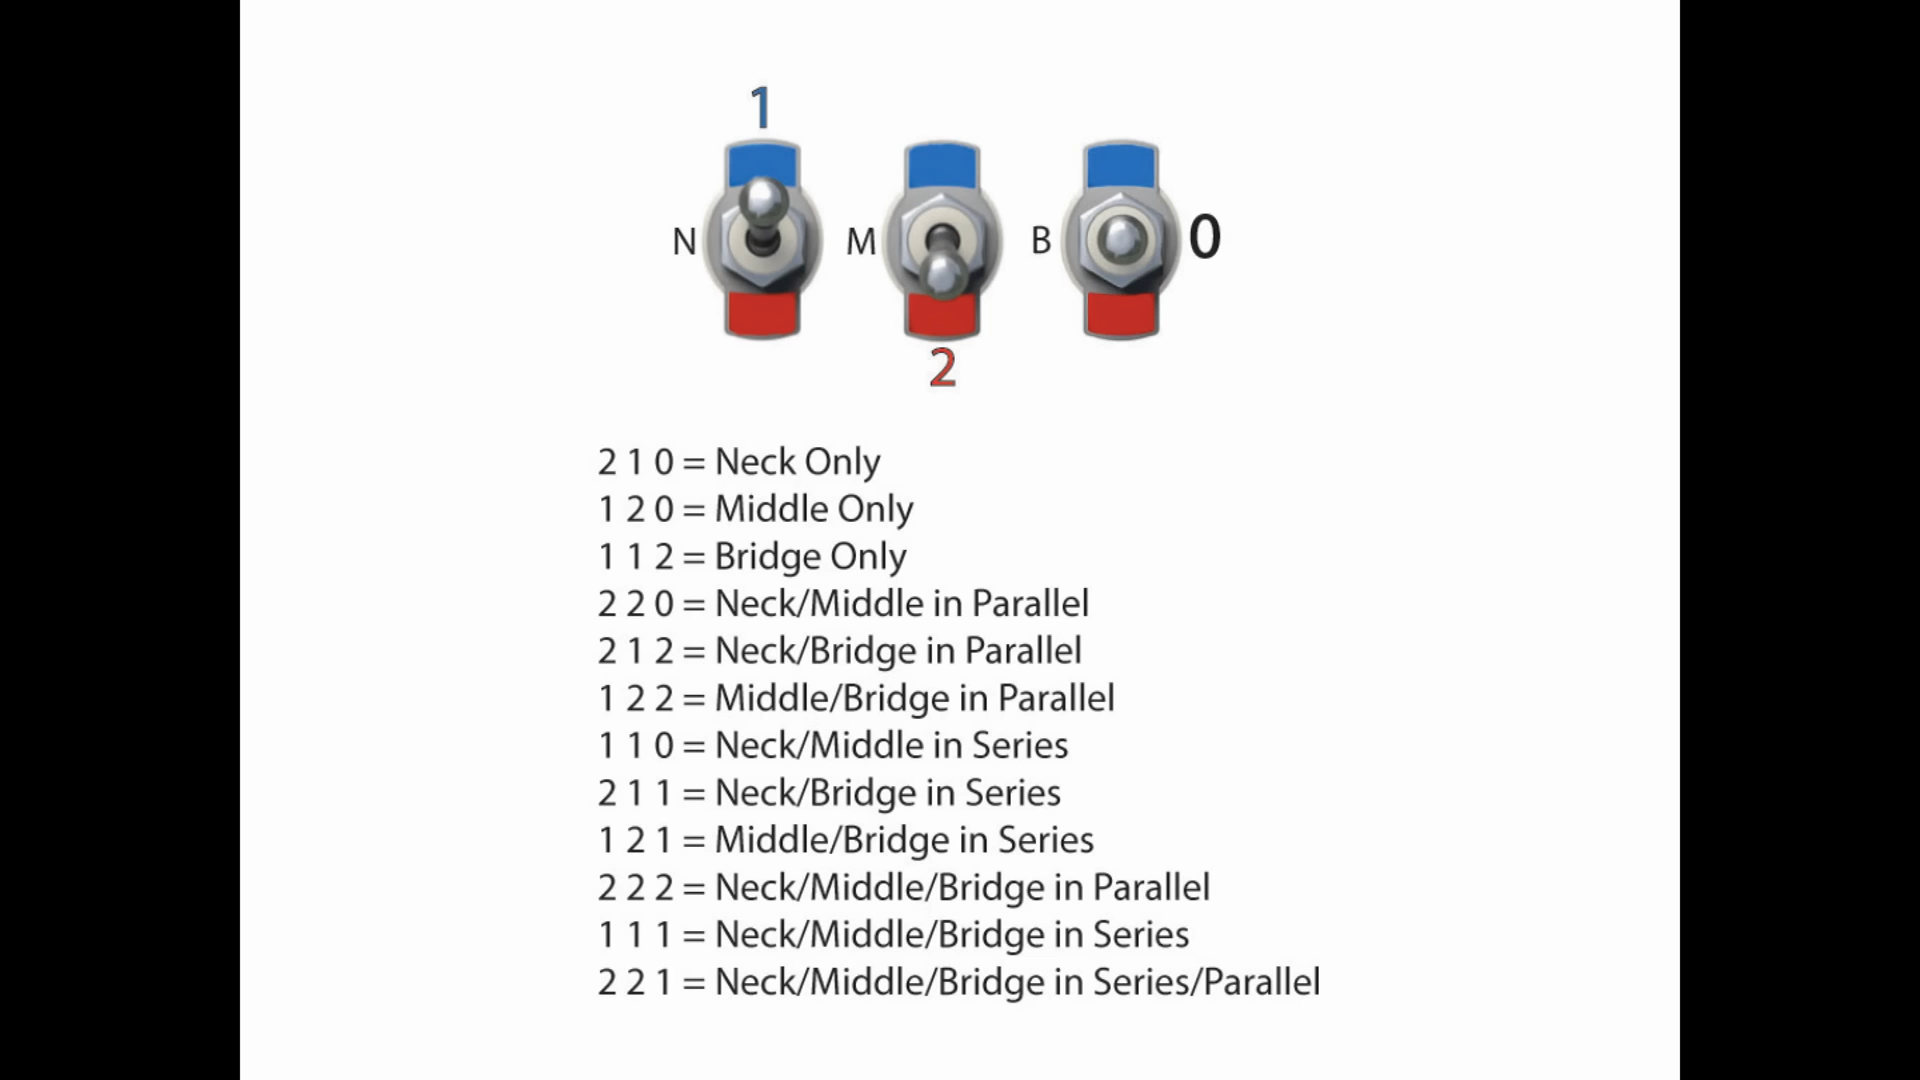 1
N M B 0
2
2 1 0 = Neck Only
1 2 0 = Middle Only
1 1 2 = Bridge Only
2 2 0 = Neck/Middle in Parallel
2 1 2 = Neck/Bridge in Parallel
1 2 2 = Middle/Bridge in Parallel
1 1 0 = Neck/Middle in Series
2 1 1 = Neck/Bridge in Series
1 2 1 = Middle/Bridge in Series
2 2 2 = Neck/Middle/Bridge in Parallel
1 1 1 = Neck/Middle/Bridge in Series
2 2 1 = Neck/Middle/Bridge in Series/Parallel